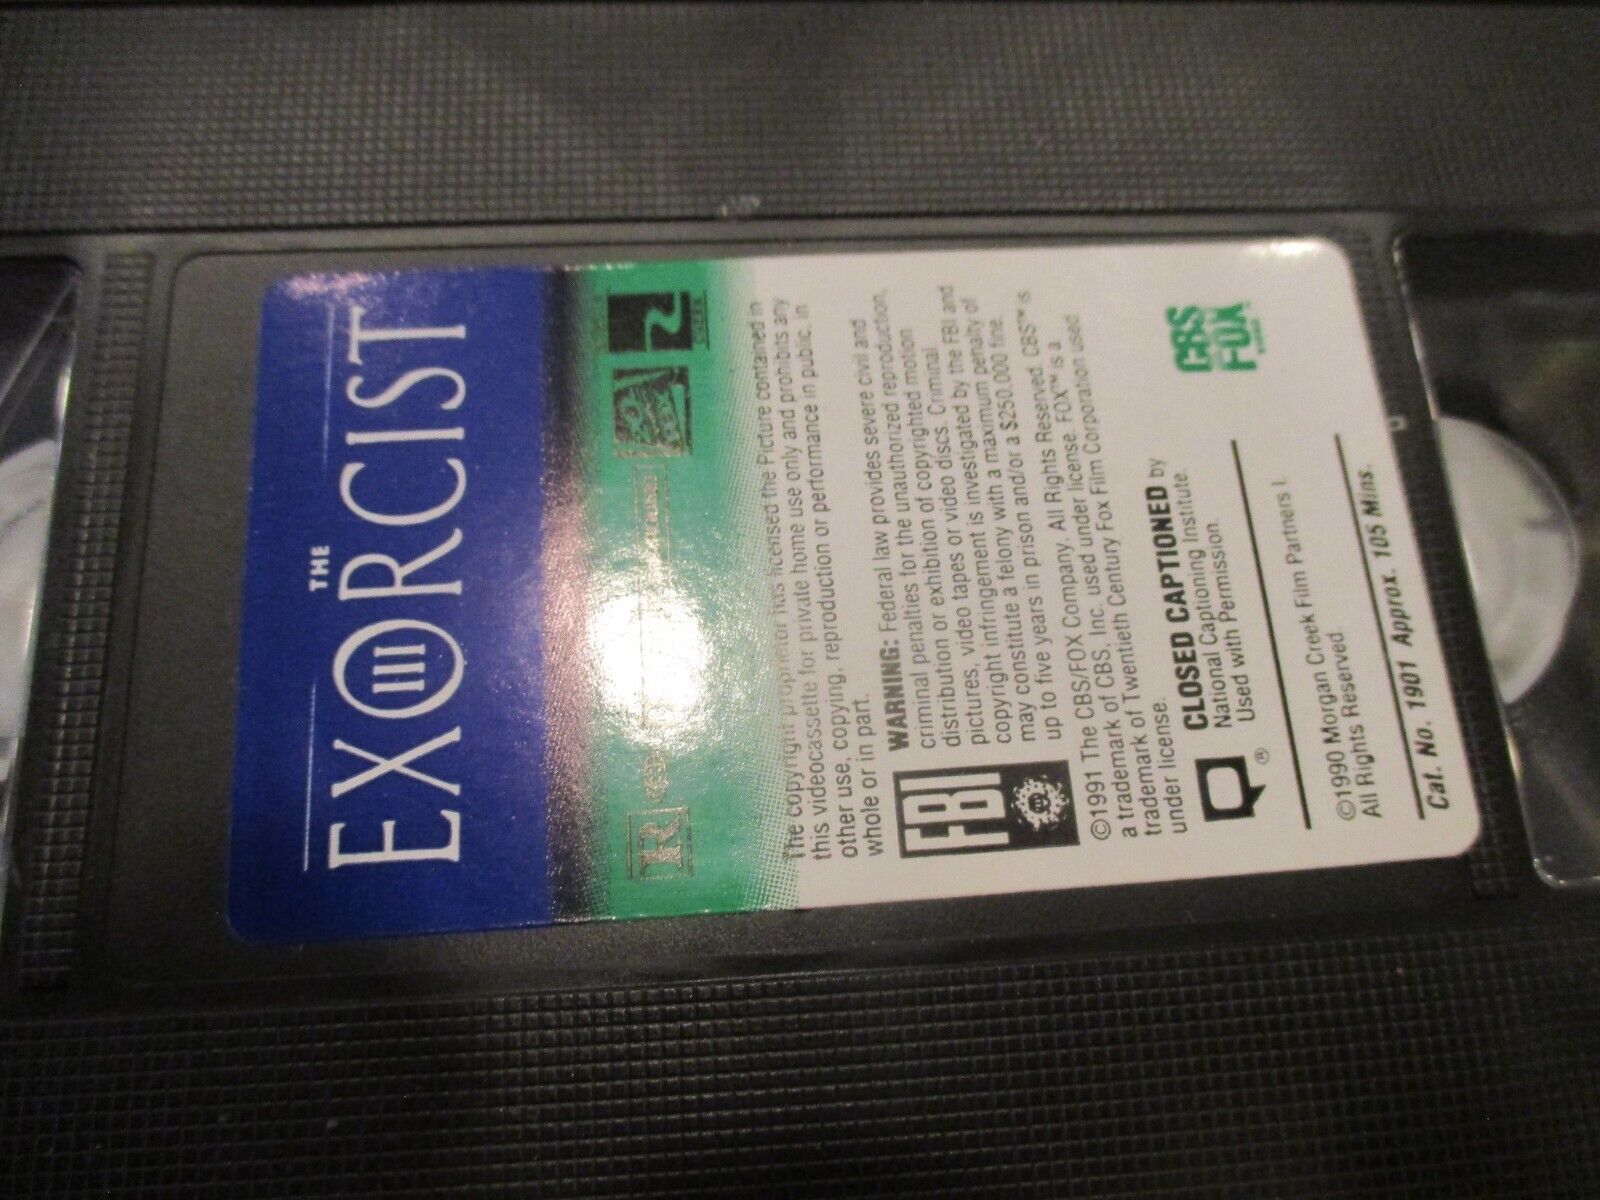 THE
EXORCIST
III
R
The copyright proprietor has licensed the Picture contained in
this videocassette for private home use only and prohibits any
other use, copying, reproduction or performance in public, in
whole or in part.
FBI
WARNING: Federal law provides severe civil and
criminal penalties for the unauthorized reproduction,
distribution or exhibition of copyrighted motion
pictures, video tapes or video discs. Criminal
copyright infringement is investigated by the FBI and
may constitute a felony with a maximum penalty of
up to five years in prison and/or a $250,000 fine.
©1991 The CBS/FOX Company. All Rights Reserved. CBS™ is
a trademark of CBS, Inc. used under license. FOX™ is a
trademark of Twentieth Century Fox Film Corporation used
under license.
CLOSED CAPTIONED by
National Captioning Institute.
Used with Permission.
®
CBS
FOX
VIDEO
©1990 Morgan Creek Film Partners I
All Rights Reserved.
Cat. No. 1901 Approx. 105 Mins.